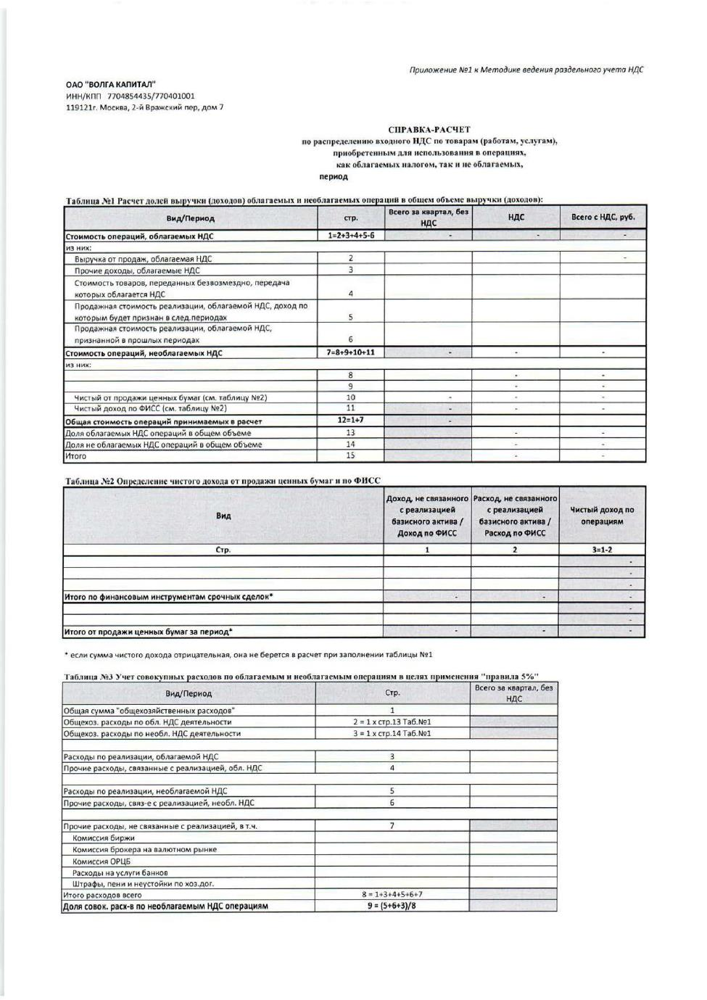 Приложение №1 к Методике ведения раздельного учета НДС
ОАО "ВОЛГА КАПИТАЛ"
ИНН/КПП 7704854435/770401001
119121г. Москва, 2-й Вражский пер, дом 7
СПРАВКА-РАСЧЕТ
по распределению входного НДС по товарам (работам, услугам),
приобретенным для использования в операциях,
как облагаемых налогом, так и не облагаемых,
период
Таблица №1 Расчет долей выручки (доходов) облагаемых и необлагаемых операций в общем объеме выручки (доходов):
Вид/Период стр. Всего за квартал, без НДС НДС Всего с НДС, руб.
Стоимость операций, облагаемых НДС 1=2+3+4+5-6 - - -
из них:
Выручка от продаж, облагаемая НДС 2 -
Прочие доходы, облагаемые НДС 3
Стоимость товаров, переданных безвозмездно, передача
которых облагается НДС 4
Продажная стоимость реализации, облагаемой НДС, доход по
которым будет признан в след.периодах 5
Продажная стоимость реализации, облагаемой НДС,
признанной в прошлых периодах 6
Стоимость операций, необлагаемых НДС 7=8+9+10+11 - - -
из них:
8 - -
9 - -
Чистый от продажи ценных бумаг (см. таблицу №2) 10 - - -
Чистый доход по ФИСС (см. таблицу №2) 11 - - -
Общая стоимость операций принимаемых в расчет 12=1+7 -
Доля облагаемых НДС операций в общем объеме 13 - -
Доля не облагаемых НДС операций в общем объеме 14 - -
Итого 15 - -
Таблица №2 Определение чистого дохода от продажи ценных бумаг и по ФИСС
Вид Доход, не связанного с реализацией базисного актива / Доход по ФИСС Расход, не связанного с реализацией базисного актива / Расход по ФИСС Чистый доход по операциям
Стр. 1 2 3=1-2
-
-
-
Итого по финансовым инструментам срочных сделок* - - -
-
-
Итого от продажи ценных бумаг за период* - - -
* если сумма чистого дохода отрицательная, она не берется в расчет при заполнении таблицы №1
Таблица №3 Учет совокупных расходов по облагаемым и необлагаемым операциям в целях применения "правила 5%"
Вид/Период Стр. Всего за квартал, без НДС
Общая сумма "общехозяйственных расходов" 1
Общехоз. расходы по обл. НДС деятельности 2 = 1 х стр.13 Таб.№1
Общехоз. расходы по необл. НДС деятельности 3 = 1 х стр.14 Таб.№1
Расходы по реализации, облагаемой НДС 3
Прочие расходы, связанные с реализацией, обл. НДС 4
Расходы по реализации, необлагаемой НДС 5
Прочие расходы, связ-е с реализацией, необл. НДС 6
Прочие расходы, не связанные с реализацией, в т.ч. 7
Комиссия биржи
Комиссия брокера на валютном рынке
Комиссия ОРЦБ
Расходы на услуги банков
Штрафы, пени и неустойки по хоз.дог.
Итого расходов всего 8 = 1+3+4+5+6+7
Доля совок. расх-в по необлагаемым НДС операциям 9 = (5+6+3)/8